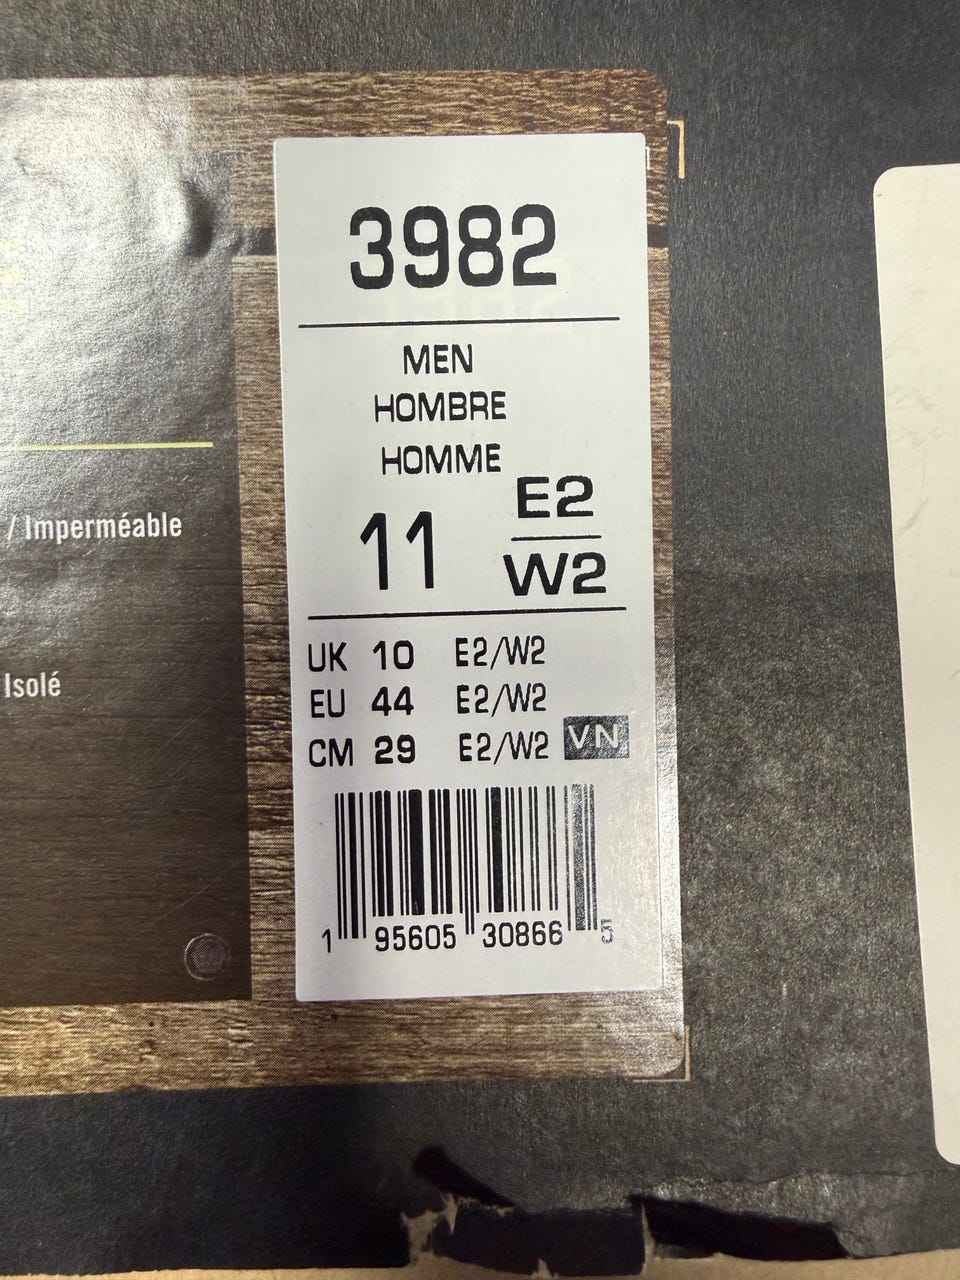 3982
MEN
HOMBRE
HOMME
11 E2
W2
UK 10 E2/W2
EU 44 E2/W2
CM 29 E2/W2 VN
1 95605 30866 5
/ Imperméable
Isolé